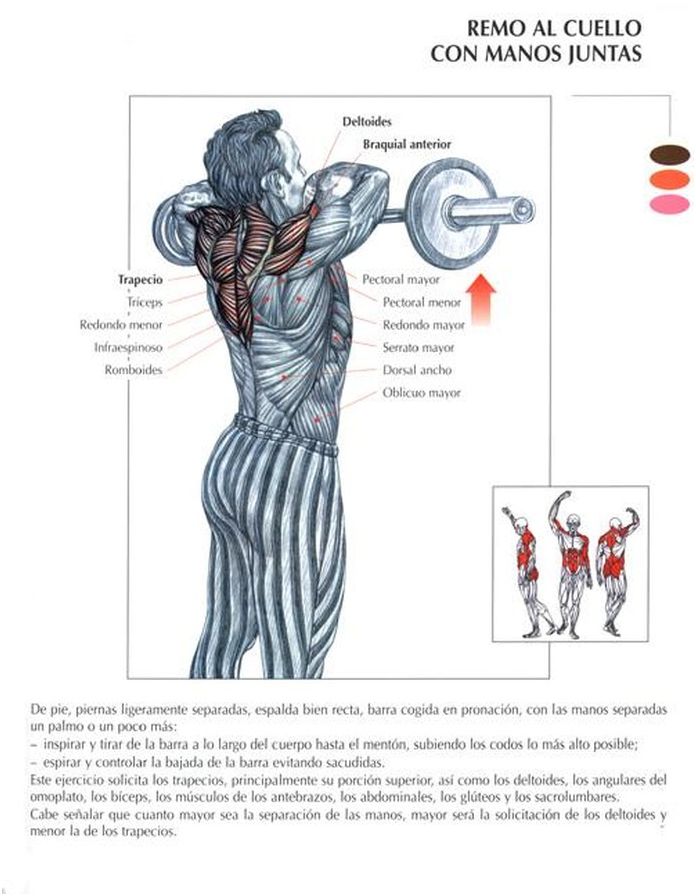 REMO AL CUELLO
CON MANOS JUNTAS
Deltoides
Braquial anterior
Trapecio
Tríceps
Redondo menor
Infraespinoso
Romboides
Pectoral mayor
Pectoral menor
Redondo mayor
Serrato mayor
Dorsal ancho
Oblicuo mayor
De pie, piernas ligeramente separadas, espalda bien recta, barra cogida en pronación, con las manos separadas
un palmo o un poco más:
– inspirar y tirar de la barra a lo largo del cuerpo hasta el mentón, subiendo los codos lo más alto posible;
– espirar y controlar la bajada de la barra evitando sacudidas.
Este ejercicio solicita los trapecios, principalmente su porción superior, así como los deltoides, los angulares del
omoplato, los bíceps, los músculos de los antebrazos, los abdominales, los glúteos y los sacrolumbares.
Cabe señalar que cuanto mayor sea la separación de las manos, mayor será la solicitación de los deltoides y
menor la de los trapecios.